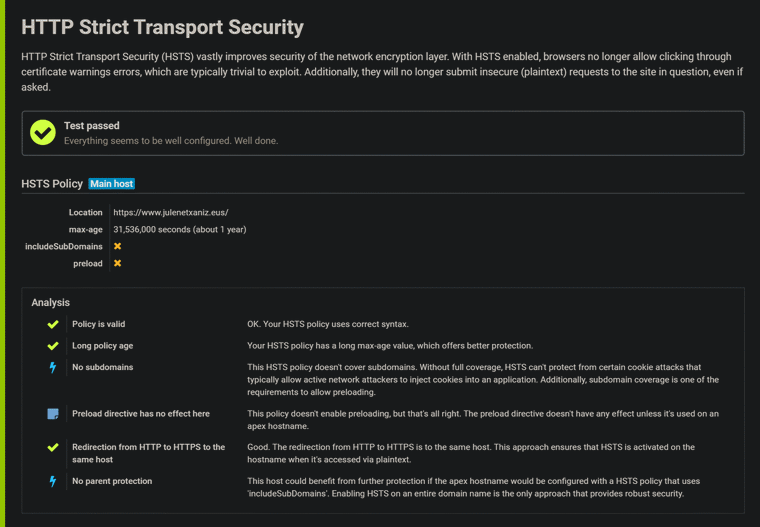 HTTP Strict Transport Security
HTTP Strict Transport Security (HSTS) vastly improves security of the network encryption layer. With HSTS enabled, browsers no longer allow clicking through
certificate warnings errors, which are typically trivial to exploit. Additionally, they will no longer submit insecure (plaintext) requests to the site in question, even if
asked.
Test passed
Everything seems to be well configured. Well done.
HSTS Policy Main host
Location https://www.julenetxaniz.eus/
max-age 31,536,000 seconds (about 1 year)
includeSubDomains
preload
Analysis
Policy is valid OK. Your HSTS policy uses correct syntax.
Long policy age Your HSTS policy has a long max-age value, which offers better protection.
No subdomains This HSTS policy doesn't cover subdomains. Without full coverage, HSTS can't protect from certain cookie attacks that
typically allow active network attackers to inject cookies into an application. Additionally, subdomain coverage is one of the
requirements to allow preloading.
Preload directive has no effect here This policy doesn't enable preloading, but that's all right. The preload directive doesn't have any effect unless it's used on an
apex hostname.
Redirection from HTTP to HTTPS to the Good. The redirection from HTTP to HTTPS is to the same host. This approach ensures that HSTS is activated on the
same host hostname when it's accessed via plaintext.
No parent protection This host could benefit from further protection if the apex hostname would be configured with a HSTS policy that uses
'includeSubDomains'. Enabling HSTS on an entire domain name is the only approach that provides robust security.